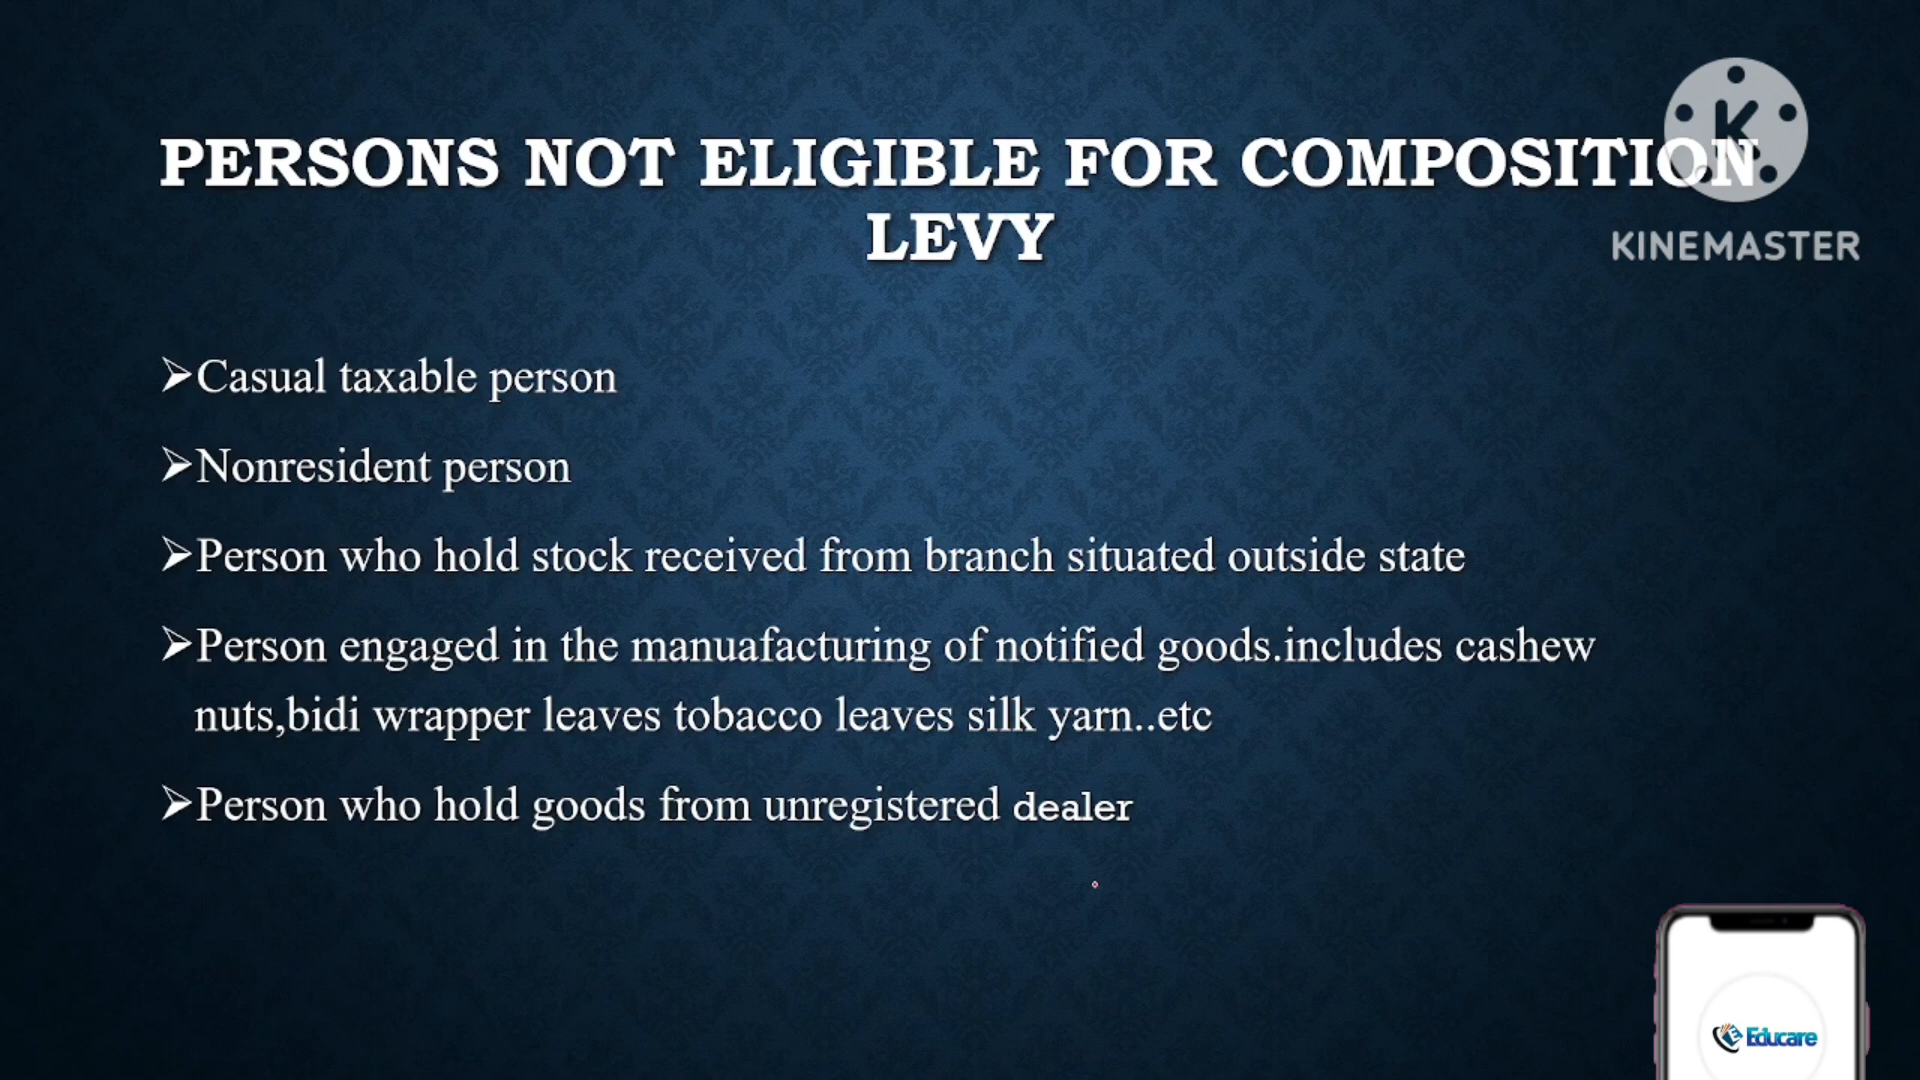 PERSONS NOT ELIGIBLE FOR COMPOSITION
LEVY
K
KINEMASTER
➢Casual taxable person
➢Nonresident person
➢Person who hold stock received from branch situated outside state
➢Person engaged in the manuafacturing of notified goods.includes cashew
nuts,bidi wrapper leaves tobacco leaves silk yarn..etc
➢Person who hold goods from unregistered dealer
E Educare